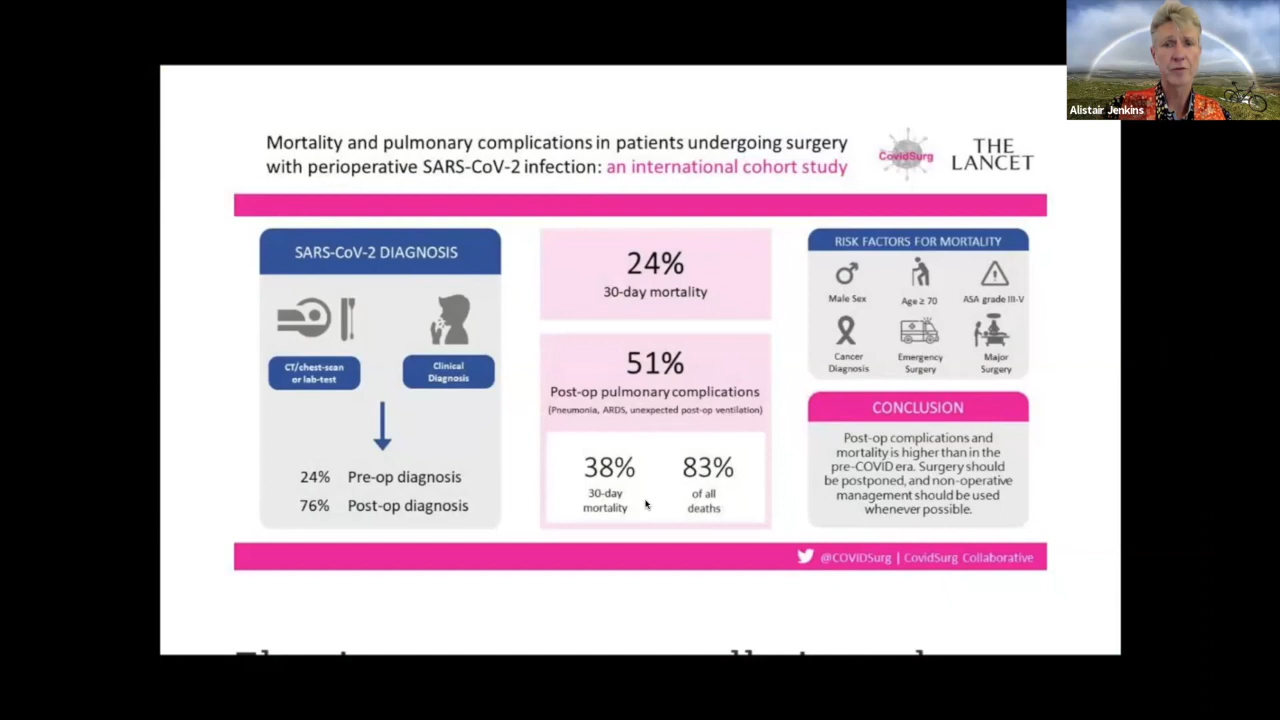 Alistair Jenkins
Mortality and pulmonary complications in patients undergoing surgery
with perioperative SARS-CoV-2 infection: an international cohort study
CovidSurg
THE
LANCET
SARS-CoV-2 DIAGNOSIS
CT/chest-scan
or lab-test
Clinical
Diagnosis
24% Pre-op diagnosis
76% Post-op diagnosis
24%
30-day mortality
51%
Post-op pulmonary complications
(Pneumonia, ARDS, unexpected post-op ventilation)
38%
30-day
mortality
83%
of all
deaths
RISK FACTORS FOR MORTALITY
Male Sex
Age ≥ 70
ASA grade III-V
Cancer
Diagnosis
Emergency
Surgery
Major
Surgery
CONCLUSION
Post-op complications and
mortality is higher than in the
pre-COVID era. Surgery should
be postponed, and non-operative
management should be used
whenever possible.
@COVIDSurg | CovidSurg Collaborative